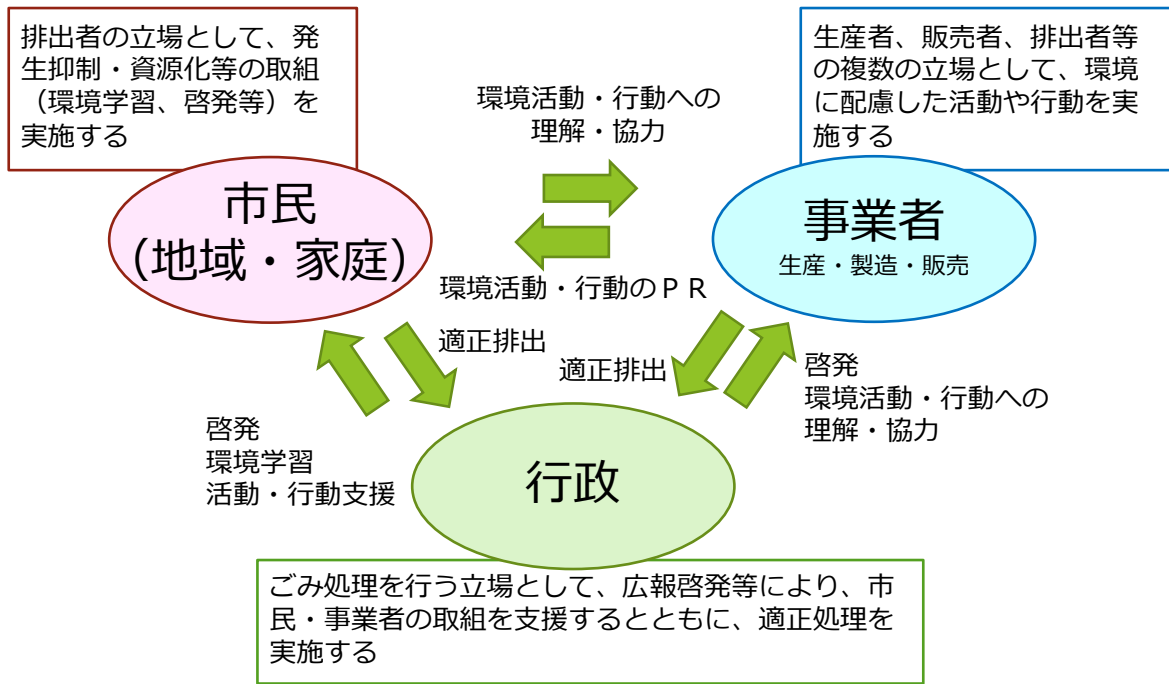 排出者の立場として、発
生抑制・資源化等の取組
（環境学習、啓発等）を
実施する
生産者、販売者、排出者等
の複数の立場として、環境
に配慮した活動や行動を実
施する
環境活動・行動への
理解・協力
市民
（地域・家庭）
事業者
生産・製造・販売
環境活動・行動のＰＲ
適正排出
適正排出
啓発
環境活動・行動への
理解・協力
啓発
環境学習
活動・行動支援
行政
ごみ処理を行う立場として、広報啓発等により、市
民・事業者の取組を支援するとともに、適正処理を
実施する